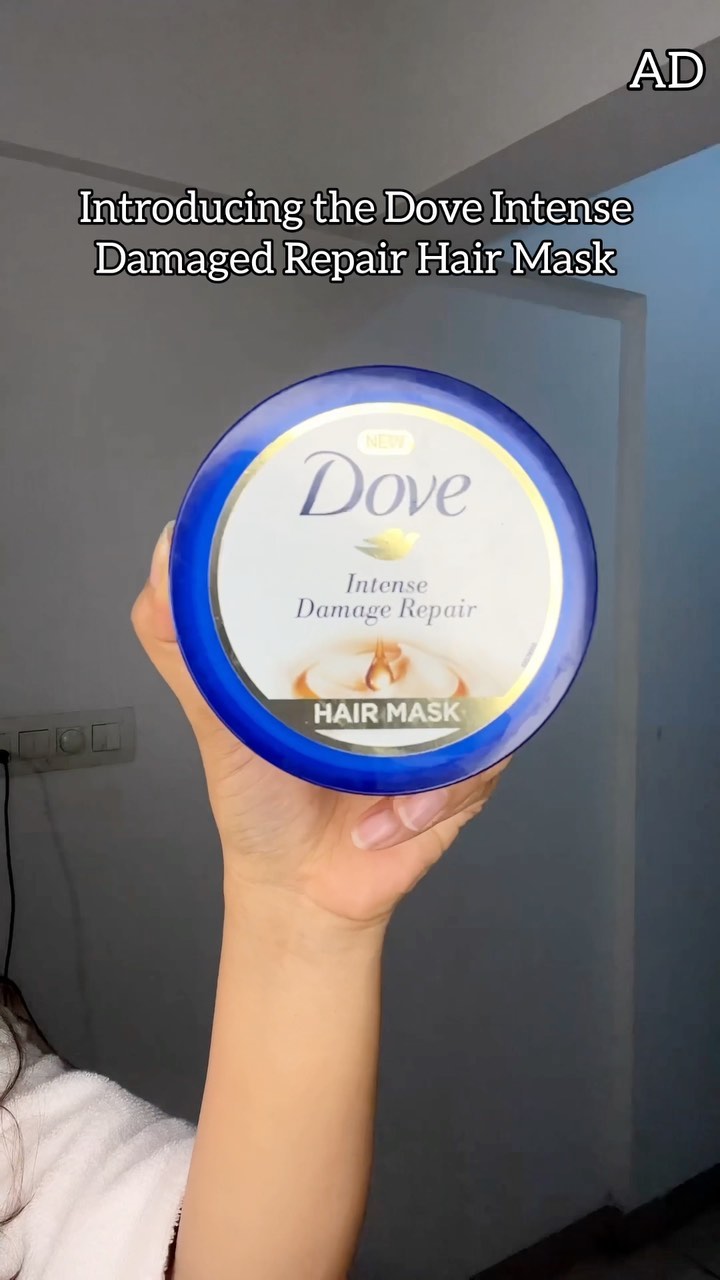 AD
Introducing the Dove Intense
Damaged Repair Hair Mask
NEW
Dove
Intense
Damage Repair
HAIR MASK